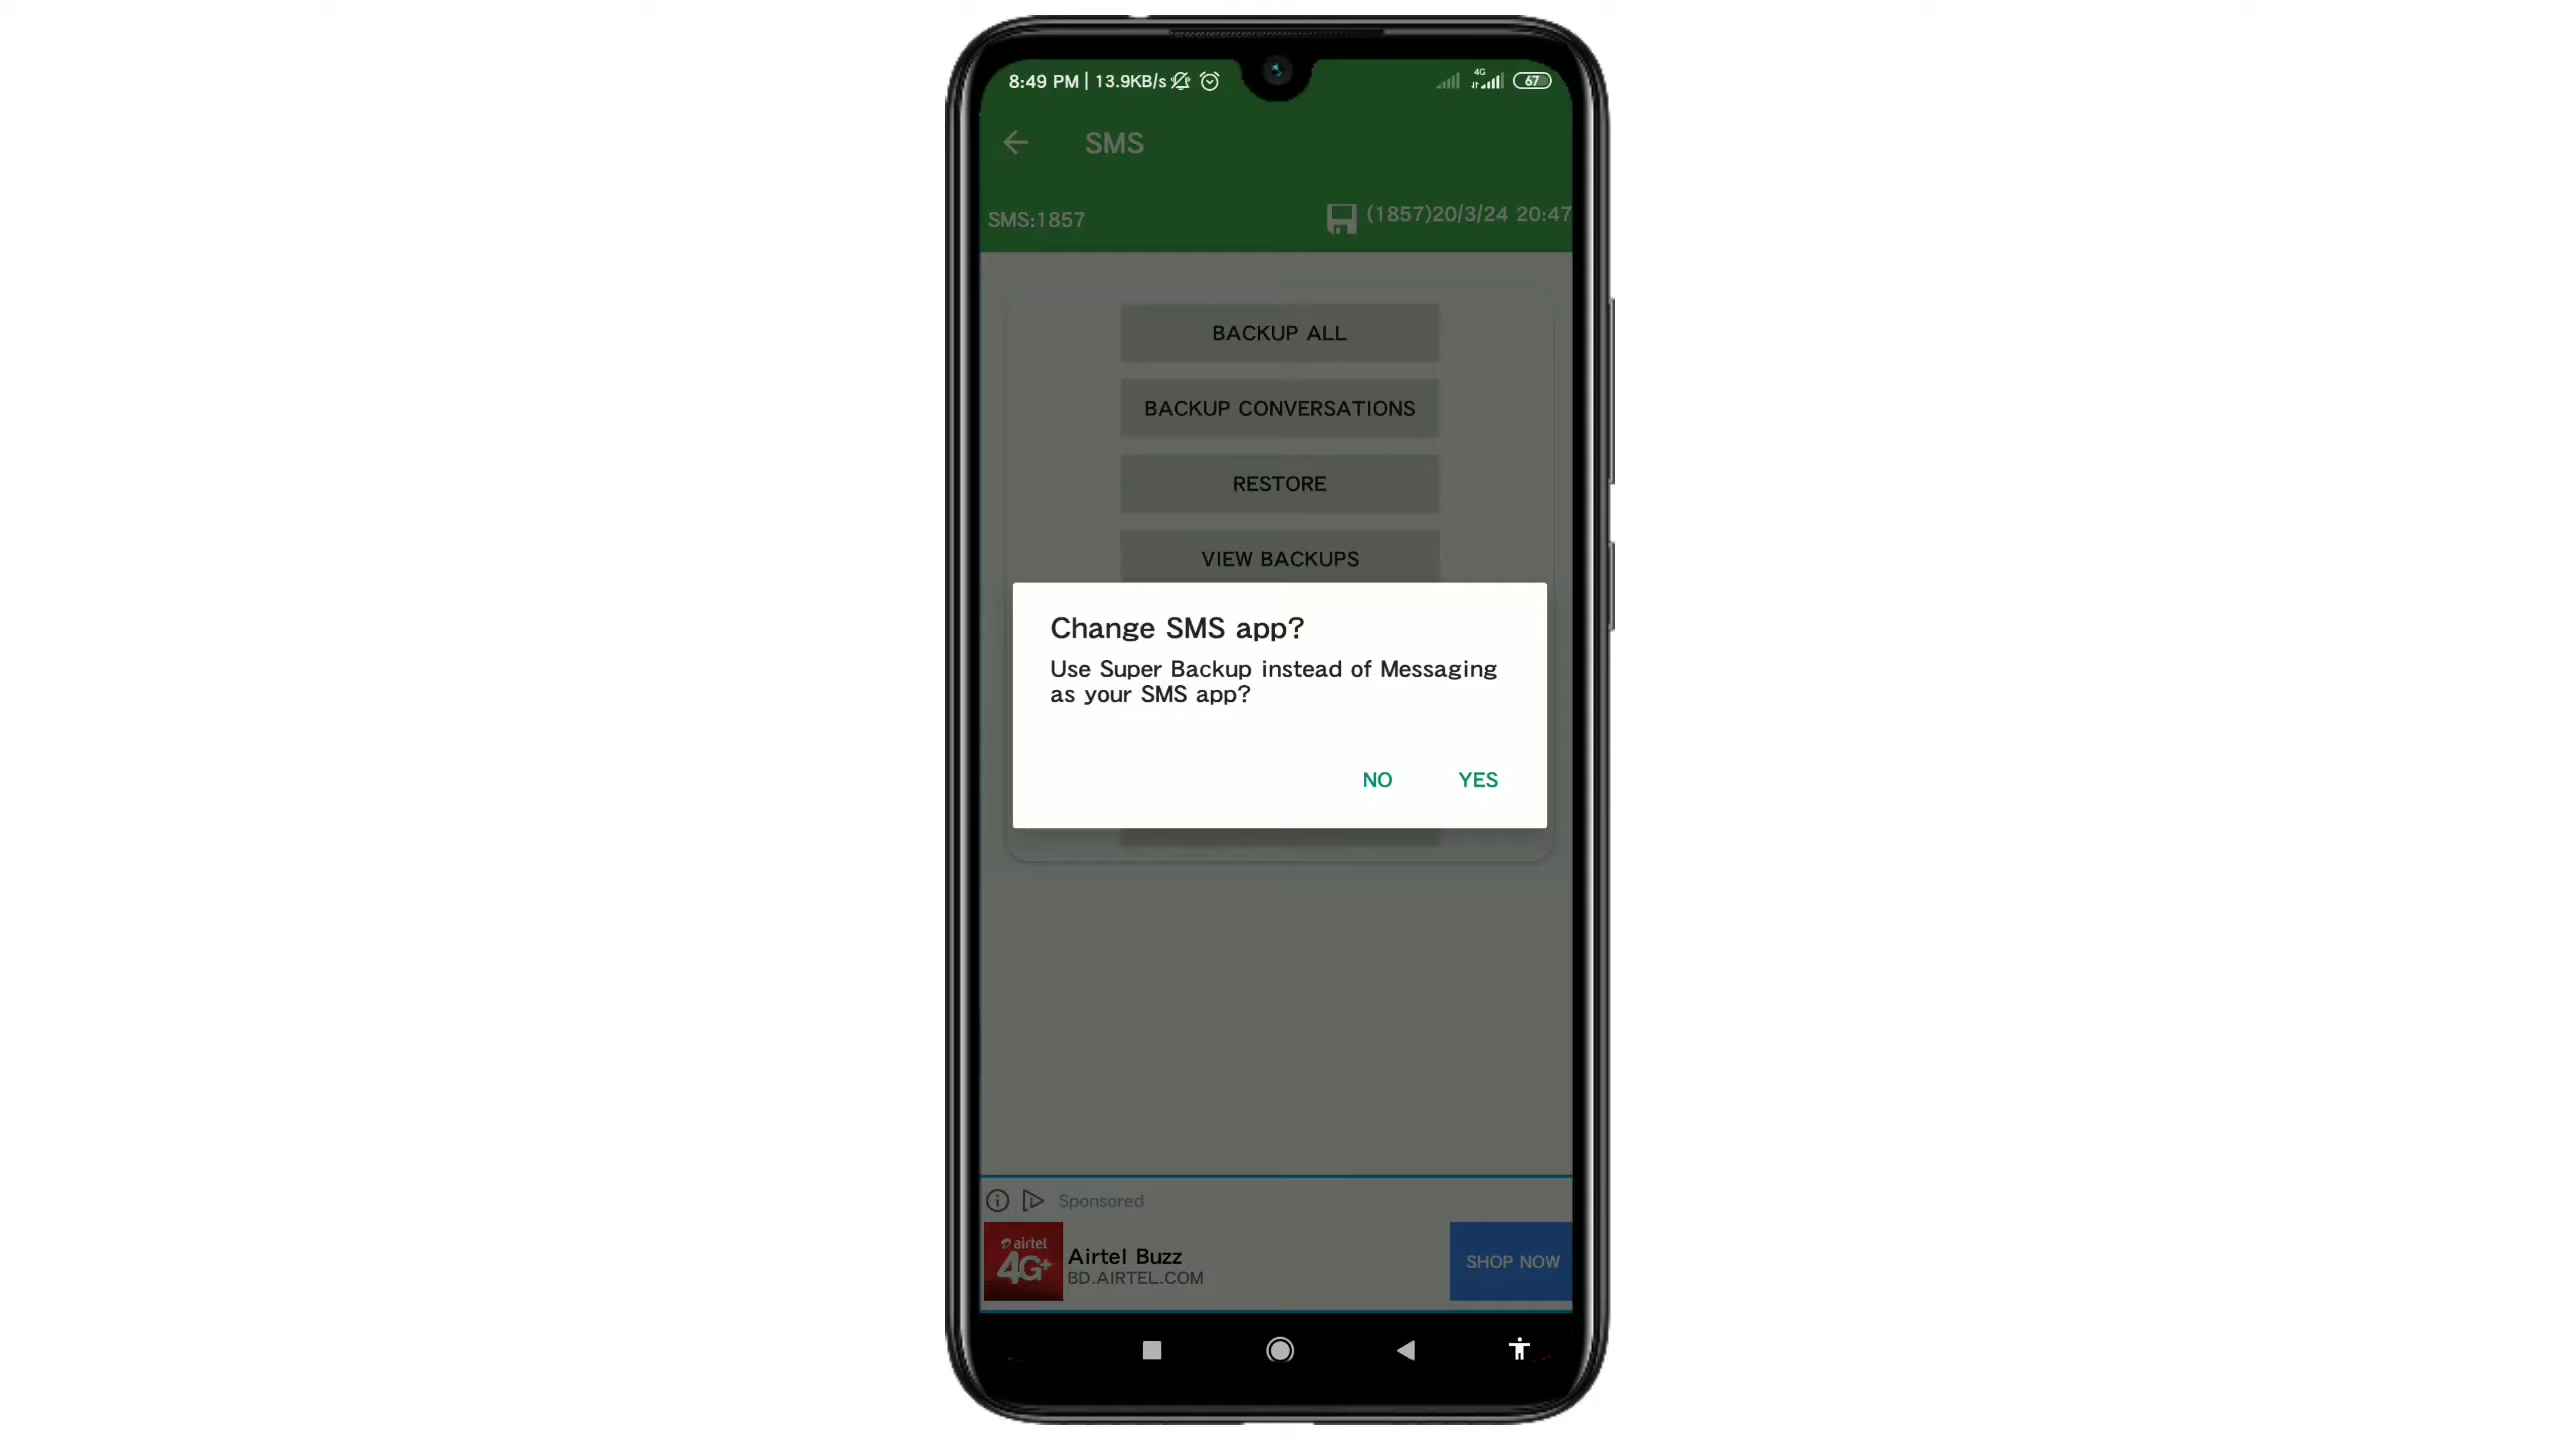 8:49 PM | 13.9KB/s
4G
67
SMS
SMS:1857
(1857)20/3/24 20:47
BACKUP ALL
BACKUP CONVERSATIONS
RESTORE
VIEW BACKUPS
Change SMS app?
Use Super Backup instead of Messaging
as your SMS app?
NO YES
Sponsored
airtel
4G+
Airtel Buzz
BD.AIRTEL.COM
SHOP NOW